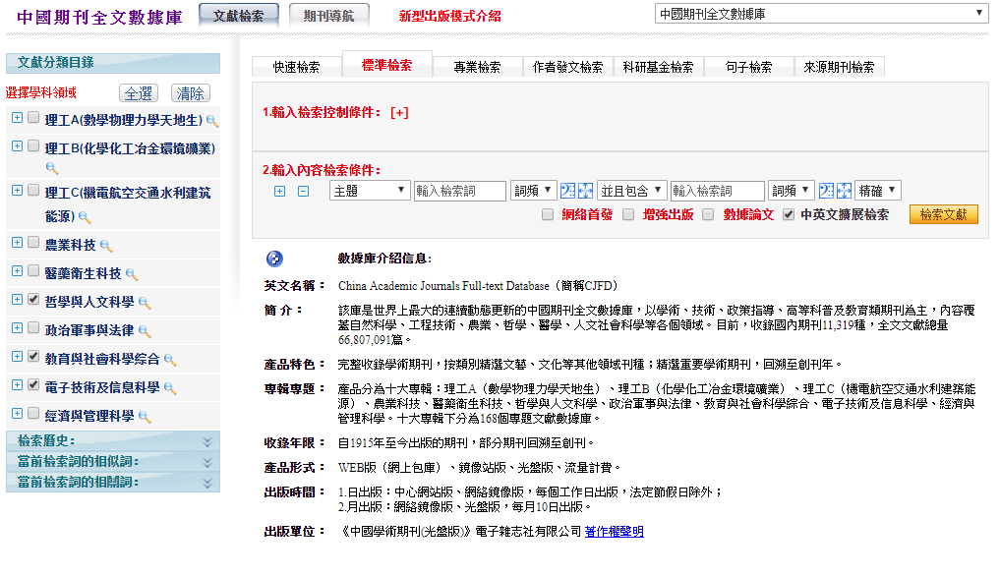 中國期刊全文數據庫
文獻檢索
期刊導航
新型出版模式介紹
中國期刊全文數據庫
文獻分類目錄
選擇學科領域 全選 清除
理工A(數學物理力學天地生)
理工B(化學化工冶金環境礦業)
理工C(機電航空交通水利建築
能源)
農業科技
醫藥衛生科技
哲學與人文科學
政治軍事與法律
教育與社會科學綜合
電子技術及信息科學
經濟與管理科學
檢索歷史:
當前檢索詞的相似詞:
當前檢索詞的相關詞:
快速檢索 標準檢索 專業檢索 作者發文檢索 科研基金檢索 句子檢索 來源期刊檢索
1.輸入檢索控制條件: [+]
2.輸入內容檢索條件:
主題 輸入檢索詞 詞頻 並且包含 輸入檢索詞 詞頻 精確
網絡首發 增強出版 數據論文 中英文擴展檢索 檢索文獻
數據庫介紹信息:
英文名稱： China Academic Journals Full-text Database（簡稱CJFD）
簡 介： 該庫是世界上最大的連續動態更新的中國期刊全文數據庫，以學術、技術、政策指導、高等科普及教育類期刊為主，內容覆
蓋自然科學、工程技術、農業、哲學、醫學、人文社會科學等各個領域。目前，收錄國內期刊11,319種，全文文獻總量
66,807,091篇。
產品特色： 完整收錄學術期刊，按類別精選文藝、文化等其他領域刊種；精選重要學術期刊，回溯至創刊年。
專輯專題： 產品分為十大專輯：理工A（數學物理力學天地生）、理工B（化學化工冶金環境礦業）、理工C（機電航空交通水利建築能
源）、農業科技、醫藥衛生科技、哲學與人文科學、政治軍事與法律、教育與社會科學綜合、電子技術及信息科學、經濟與
管理科學。十大專輯下分為168個專題文獻數據庫。
收錄年限： 自1915年至今出版的期刊，部分期刊回溯至創刊。
產品形式： WEB版（網上包庫）、鏡像站版、光盤版、流量計費。
出版時間： 1.日出版：中心網站版、網絡鏡像版，每個工作日出版，法定節假日除外；
2.月出版：網絡鏡像版、光盤版，每月10日出版。
出版單位： 《中國學術期刊(光盤版)》電子雜誌社有限公司 著作權聲明